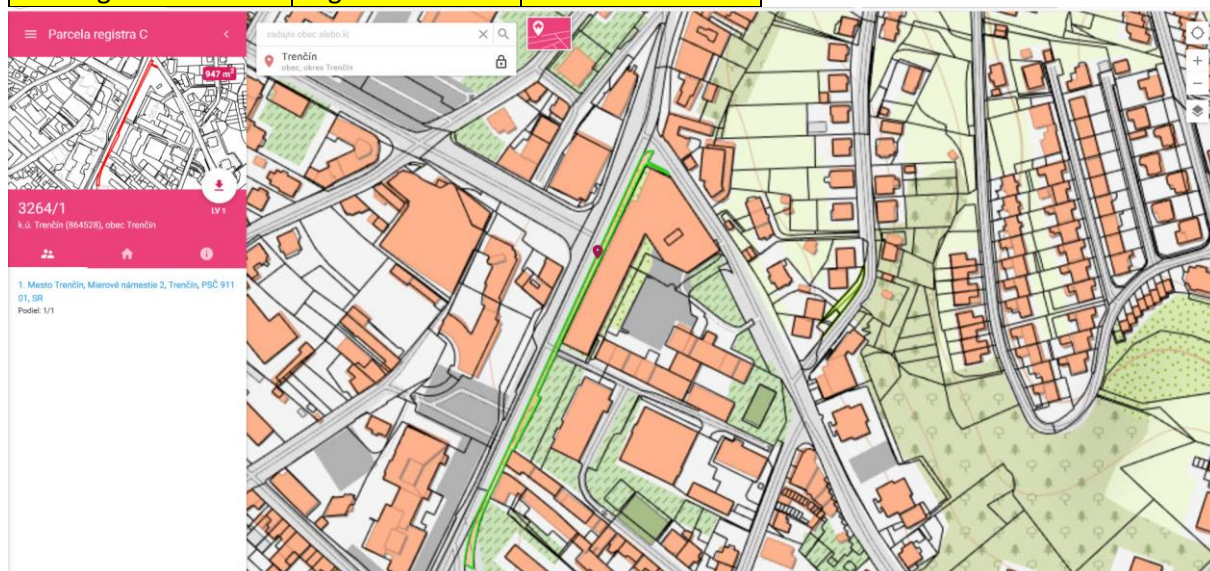 Parcela registra C
947 m²
3264/1
LV 1
k.ú. Trenčín (864528), obec Trenčín
1. Mesto Trenčín, Mierové námestie 2, Trenčín, PSČ 911
01, SR
Podiel: 1/1
zadajte obec alebo kú
Trenčín
obec, okres Trenčín